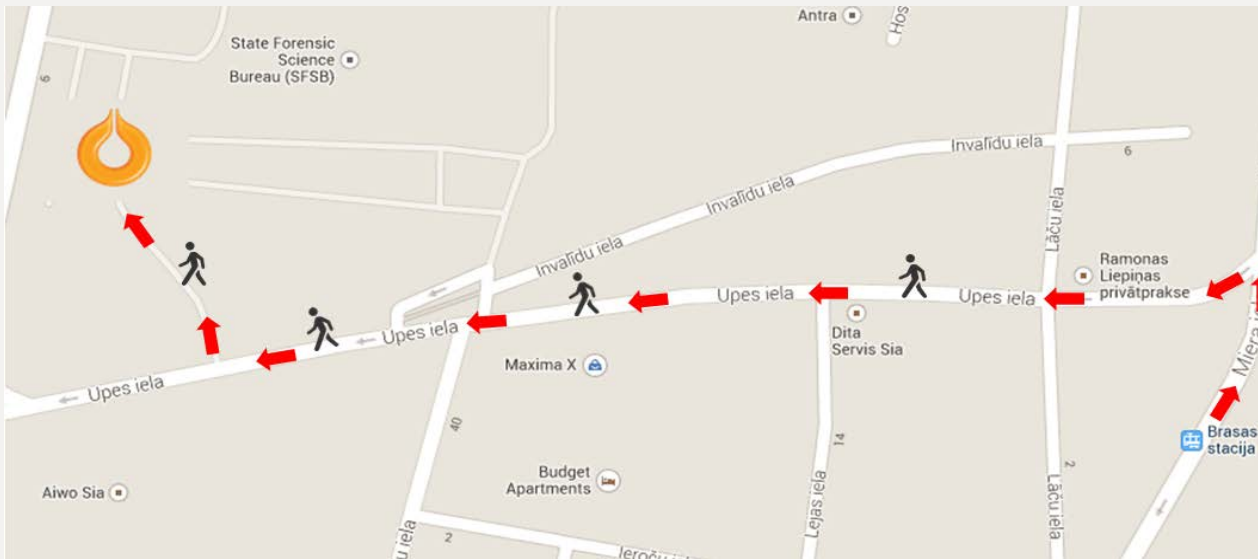 Antra
Hos
State Forensic
Science
Bureau (SFSB)
6
Invalīdu iela
6
Invalīdu iela
Lāču iela
Invalīdu iela
Ramonas
Liepiņas
privātprakse
Upes iela
Upes iela
Upes iela
Miera iel
Dita
Servis Sia
Maxima X
Upes iela
40
14
Brasas
stacija
Budget
Apartments
Aiwo Sia
2
Lāču iela
Lejas iela
u iela
2
Ieroču iela